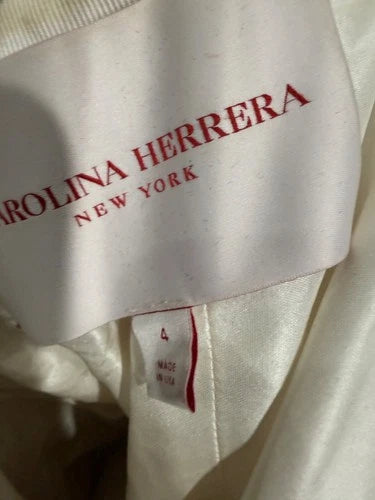 AROLINA HERRERA
NEW YORK
4
MADE
IN USA